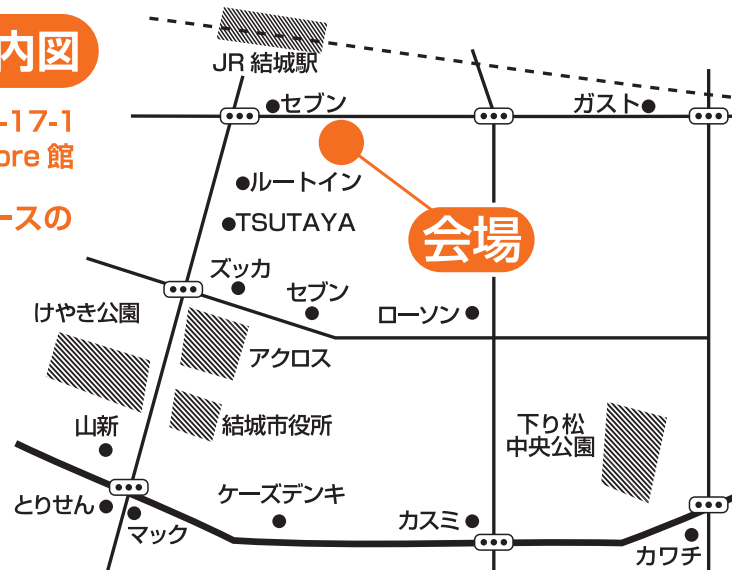 内図
-17-1
ore 館
ースの
JR 結城駅
セブン
ガスト
会場
ルートイン
TSUTAYA
ズッカ
セブン
ローソン
けやき公園
アクロス
山新
結城市役所
下り松
中央公園
とりせん
マック
ケーズデンキ
カスミ
カワチ